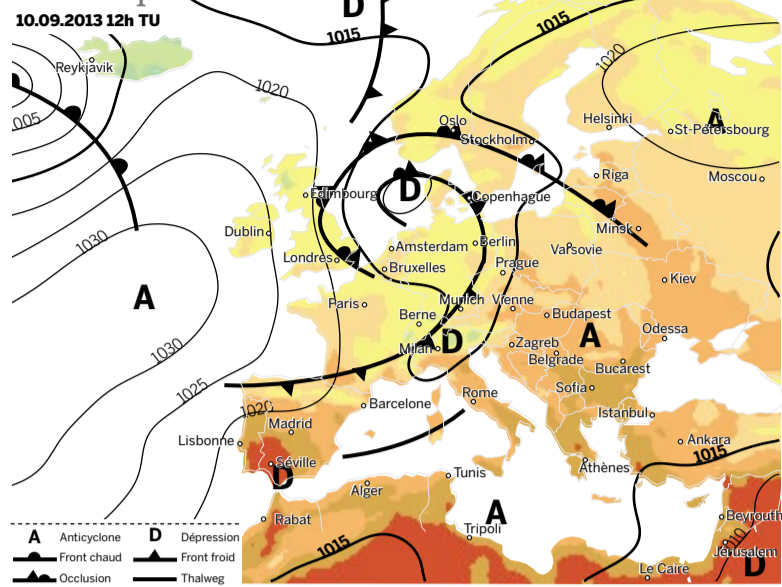 D
10.09.2013 12h TU
1015
1015
Reykjavik
1020
1020
005
Oslo
Helsinki
A
St-Pétersbourg
Stockholm
Riga
Moscou
Edimbourg
D
Copenhague
Dublin
Minsk
1030
Amsterdam
Berlin
Varsovie
Londres
Bruxelles
Prague
Kiev
A
Paris
Munich
Vienne
Berne
Budapest
Odessa
Milan
D
Zagreb
A
1030
Belgrade
Bucarest
1025
Sofia
Rome
1020
Barcelone
Istanbul
Madrid
Lisbonne
Ankara
1015
Séville
D
Tunis
Athènes
Alger
Rabat
A
Beyrouth
Tripoli
1015
010
Jérusalem
Le Caire
D
A Anticyclone D Dépression
Front chaud Front froid
Occlusion Thalweg